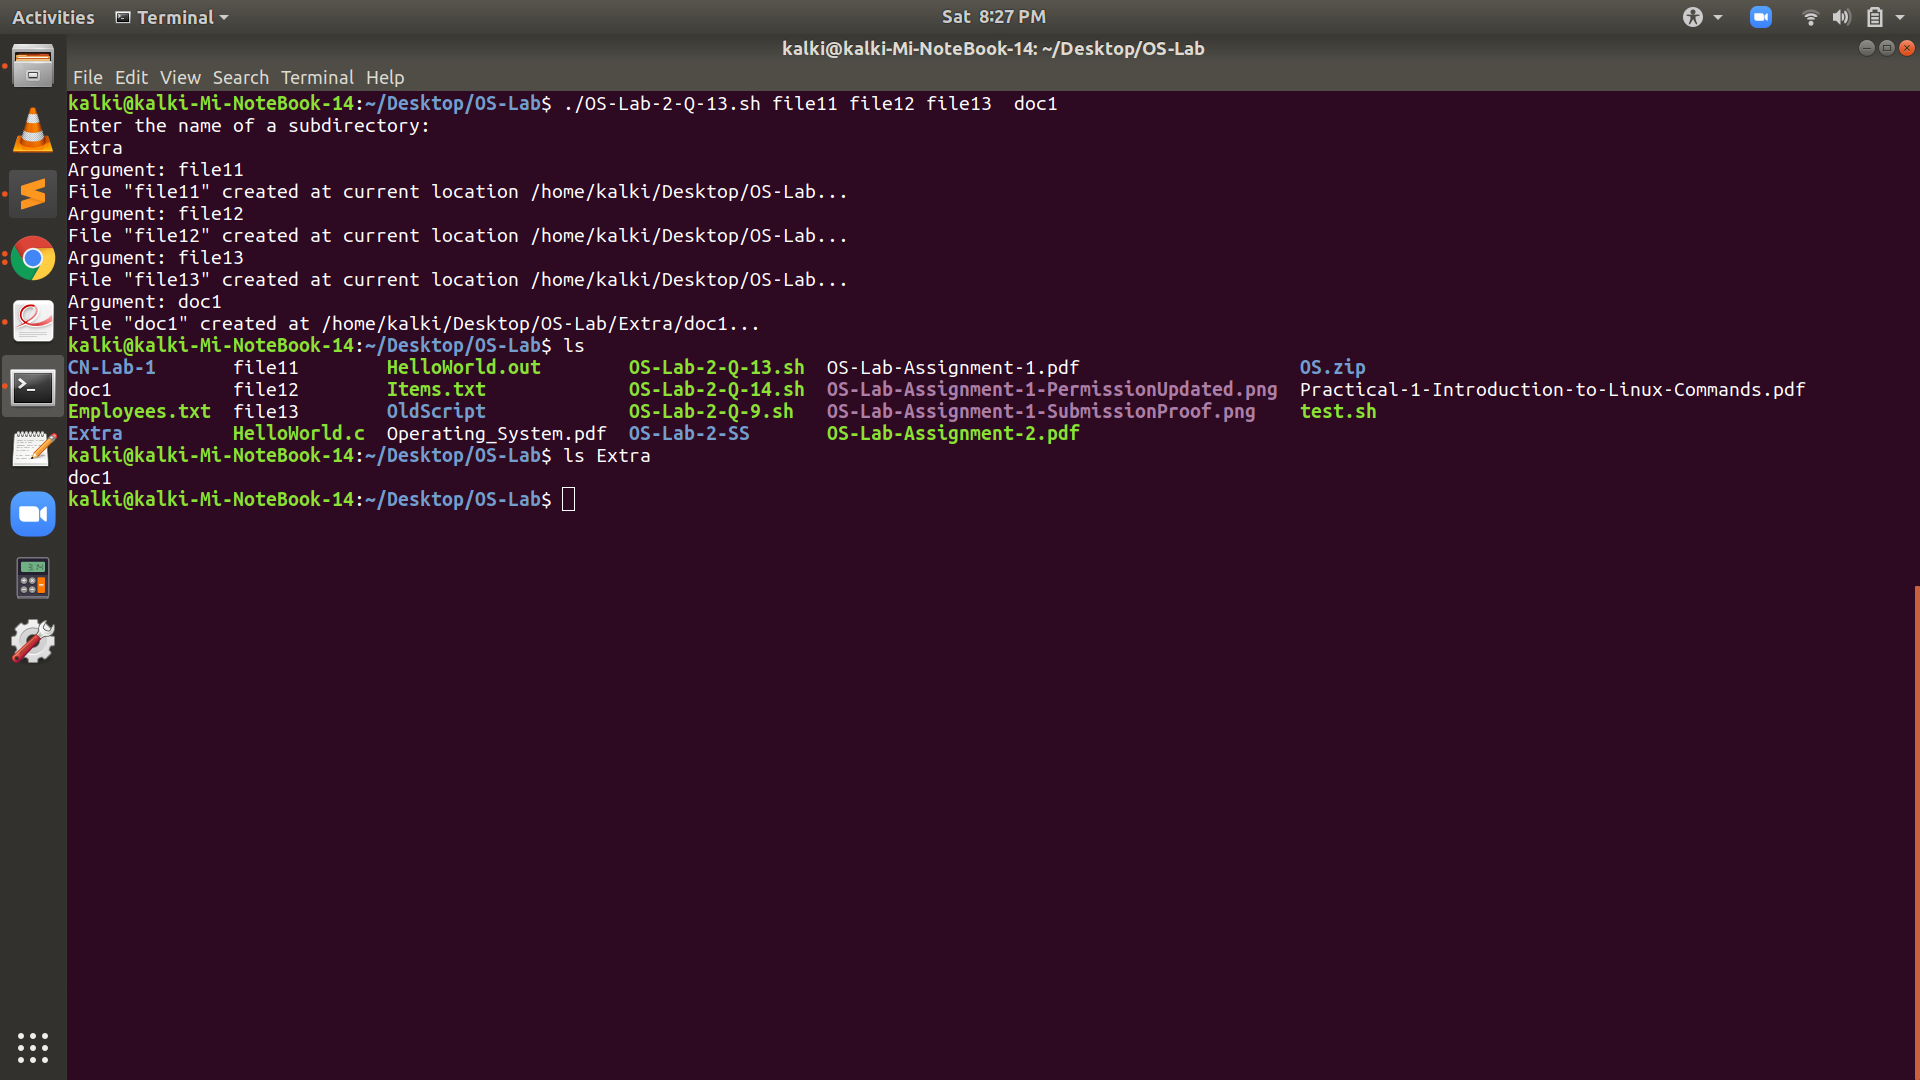 Activities Terminal Sat 8:27 PM
kalki@kalki-Mi-NoteBook-14: ~/Desktop/OS-Lab
File Edit View Search Terminal Help
kalki@kalki-Mi-NoteBook-14:~/Desktop/OS-Lab$ ./OS-Lab-2-Q-13.sh file11 file12 file13  doc1
Enter the name of a subdirectory:
Extra
Argument: file11
File "file11" created at current location /home/kalki/Desktop/OS-Lab...
Argument: file12
File "file12" created at current location /home/kalki/Desktop/OS-Lab...
Argument: file13
File "file13" created at current location /home/kalki/Desktop/OS-Lab...
Argument: doc1
File "doc1" created at /home/kalki/Desktop/OS-Lab/Extra/doc1...
kalki@kalki-Mi-NoteBook-14:~/Desktop/OS-Lab$ ls
CN-Lab-1       file11        HelloWorld.out        OS-Lab-2-Q-13.sh  OS-Lab-Assignment-1.pdf                    OS.zip
doc1           file12        Items.txt             OS-Lab-2-Q-14.sh  OS-Lab-Assignment-1-PermissionUpdated.png  Practical-1-Introduction-to-Linux-Commands.pdf
Employees.txt  file13        OldScript             OS-Lab-2-Q-9.sh   OS-Lab-Assignment-1-SubmissionProof.png    test.sh
Extra          HelloWorld.c  Operating_System.pdf  OS-Lab-2-SS       OS-Lab-Assignment-2.pdf
kalki@kalki-Mi-NoteBook-14:~/Desktop/OS-Lab$ ls Extra
doc1
kalki@kalki-Mi-NoteBook-14:~/Desktop/OS-Lab$